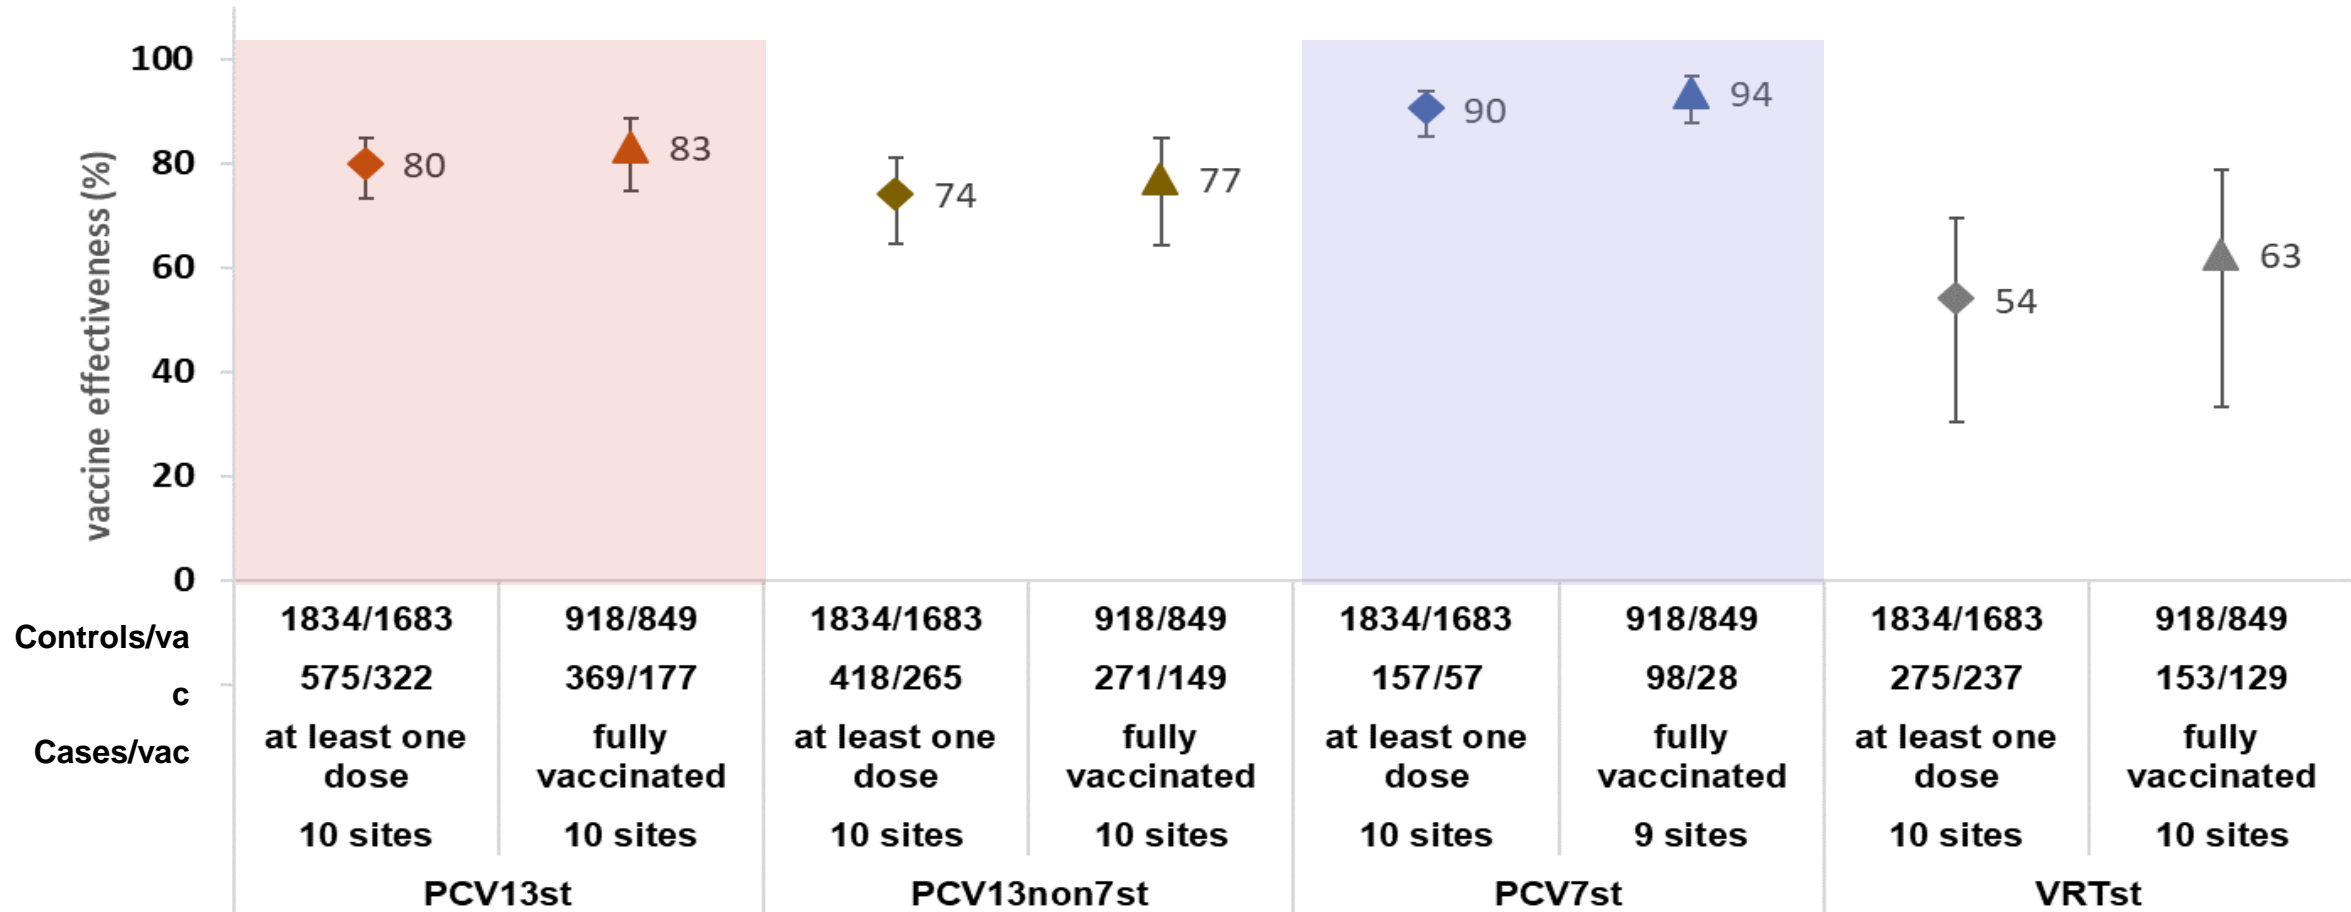 vaccine effectiveness (%)
100
80
60
40
20
0
80
83
74
77
90
94
54
63
Controls/va
c
Cases/vac
1834/1683 918/849 1834/1683 918/849 1834/1683 918/849 1834/1683 918/849
575/322 369/177 418/265 271/149 157/57 98/28 275/237 153/129
at least one fully at least one fully at least one fully at least one fully
dose vaccinated dose vaccinated dose vaccinated dose vaccinated
10 sites 10 sites 10 sites 10 sites 10 sites 9 sites 10 sites 10 sites
PCV13st PCV13non7st PCV7st VRTst